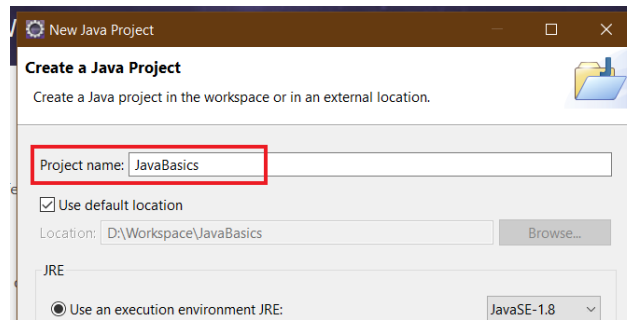 New Java Project
Create a Java Project
Create a Java project in the workspace or in an external location.
Project name: JavaBasics
Use default location
Location: D:\Workspace\JavaBasics Browse...
JRE
Use an execution environment JRE: JavaSE-1.8